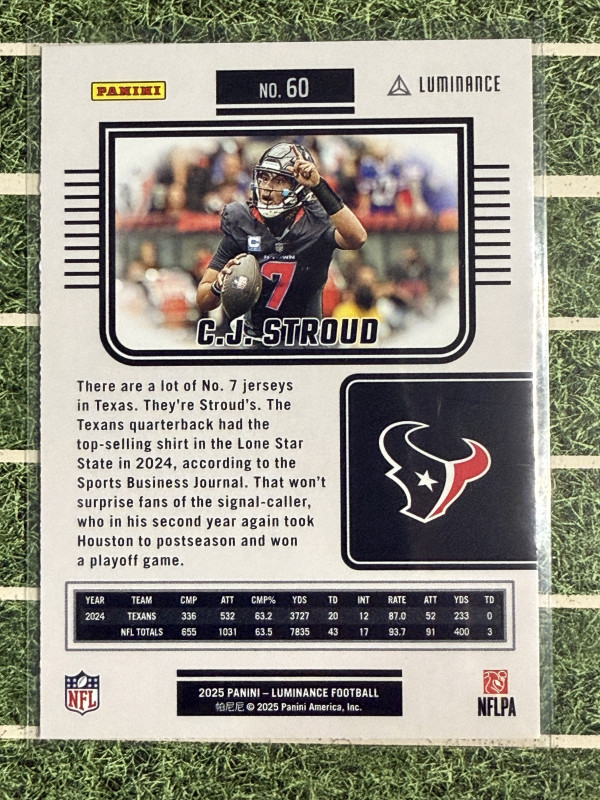 PANINI
NO. 60
LUMINANCE
7
C.J. STROUD
There are a lot of No. 7 jerseys
in Texas. They're Stroud's. The
Texans quarterback had the
top-selling shirt in the Lone Star
State in 2024, according to the
Sports Business Journal. That won't
surprise fans of the signal-caller,
who in his second year again took
Houston to postseason and won
a playoff game.
YEAR TEAM CMP ATT CMP% YDS TD INT RATE ATT YDS TD
2024 TEXANS 336 532 63.2 3727 20 12 87.0 52 233 0
NFL TOTALS 655 1031 63.5 7835 43 17 93.7 91 400 3
NFL
2025 PANINI – LUMINANCE FOOTBALL
帕尼尼 © 2025 Panini America, Inc.
NFLPA